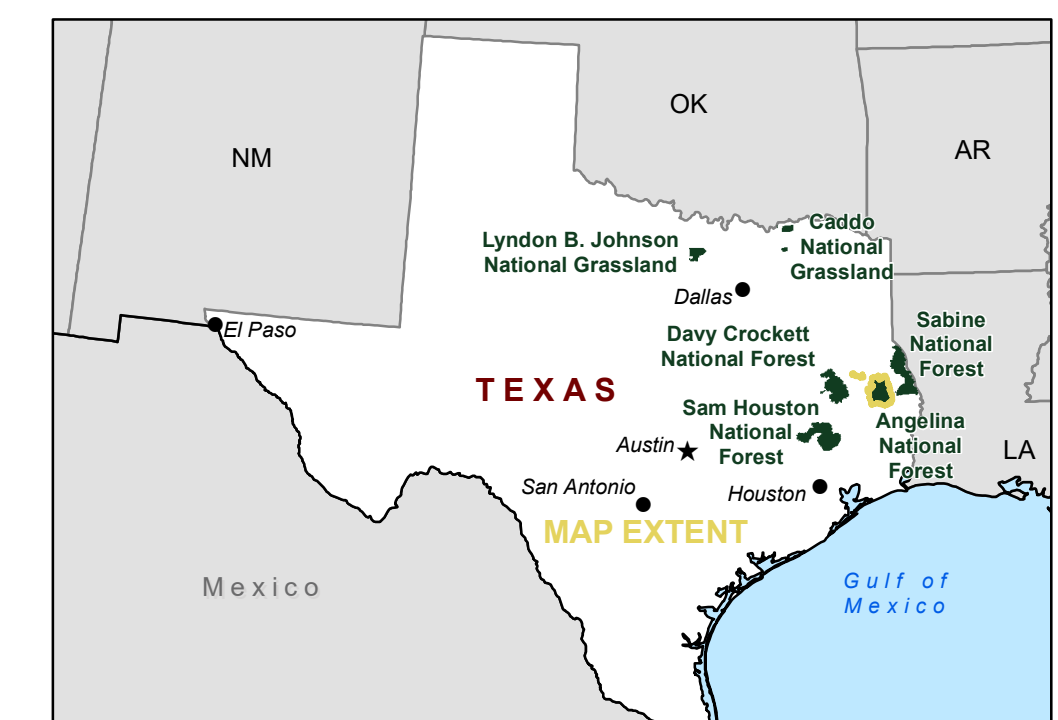 OK
AR
NM
Caddo
National
Grassland
Lyndon B. Johnson
National Grassland
Dallas
El Paso
Sabine
National
Forest
Davy Crockett
National Forest
TEXAS
Sam Houston
National
Forest
Angelina
National
Forest
Austin
LA
San Antonio
Houston
MAP EXTENT
Mexico
Gulf of
Mexico